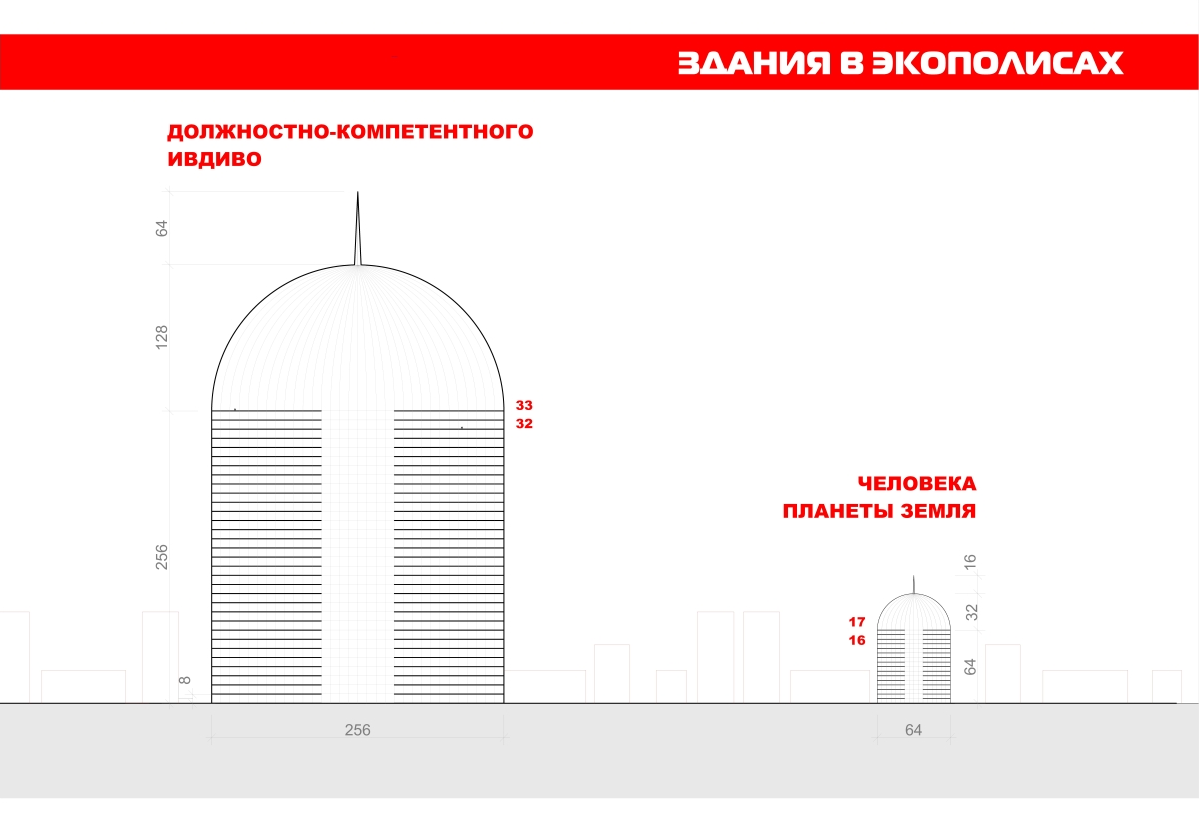 ЗДАНИЯ В ЭКОПОЛИСАХ
ДОЛЖНОСТНО-КОМПЕТЕНТНОГО
ИВДИВО
64
128
256
8
256
33
32
ЧЕЛОВЕКА
ПЛАНЕТЫ ЗЕМЛЯ
16
32
64
17
16
64